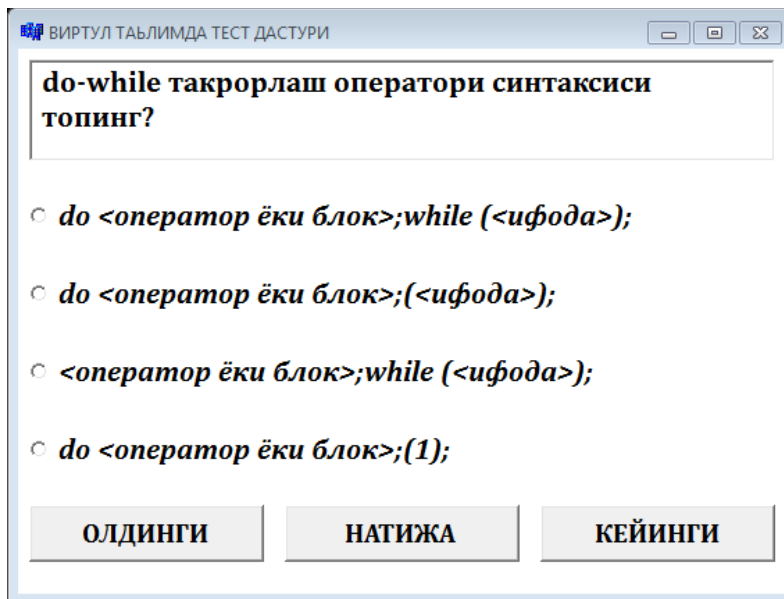 ВИРТУЛ ТАЬЛИМДА ТЕСТ ДАСТУРИ
do-while такрорлаш оператори синтаксиси
топинг?
do <оператор ёки блок>;while (<ифода>);
do <оператор ёки блок>;(<ифода>);
<оператор ёки блок>;while (<ифода>);
do <оператор ёки блок>;(1);
ОЛДИНГИ НАТИЖА КЕЙИНГИ